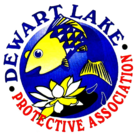 • DEWART LAKE •
PROTECTIVE ASSOCIATION